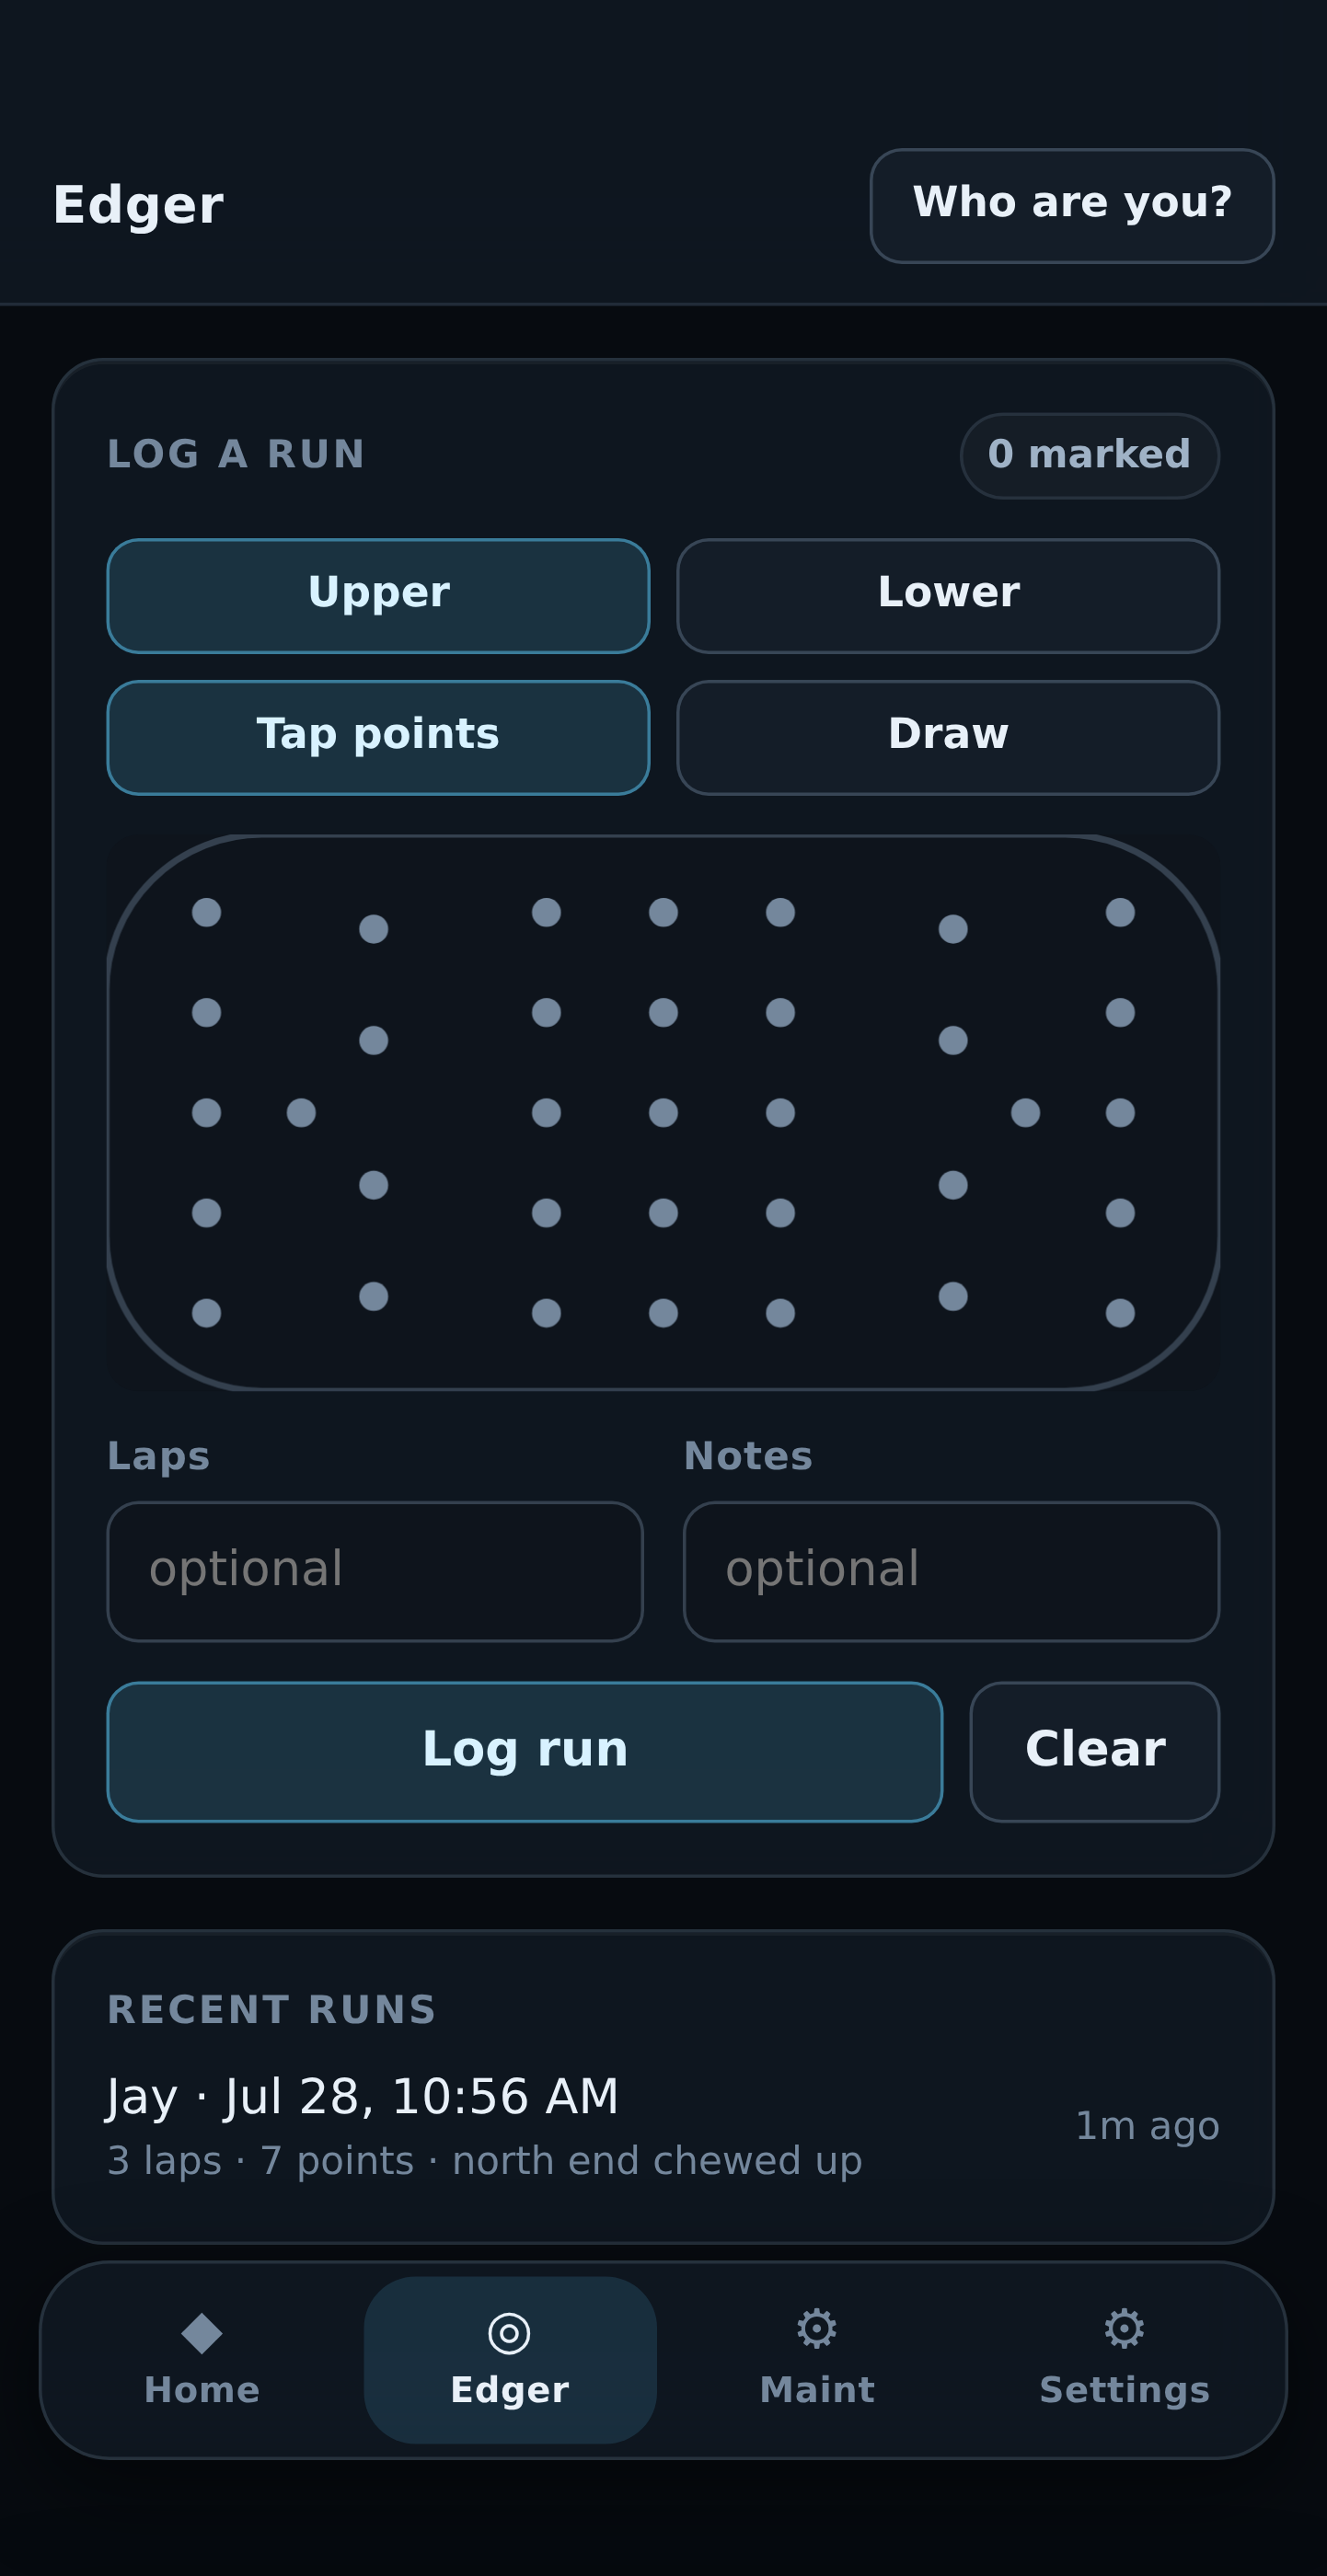 Edger
Who are you?
LOG A RUN
0 marked
Upper
Lower
Tap points
Draw
Laps
Notes
optional
optional
Log run
Clear
RECENT RUNS
Jay · Jul 28, 10:56 AM
1m ago
3 laps · 7 points · north end chewed up
Home
Edger
Maint
Settings